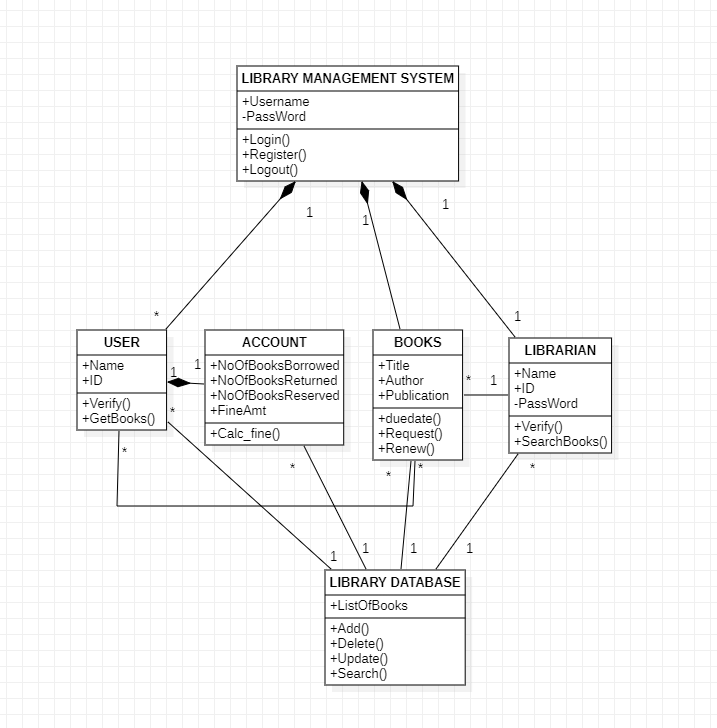 LIBRARY MANAGEMENT SYSTEM
+Username
-PassWord
+Login()
+Register()
+Logout()
1
1
1
*
1
USER
+Name
+ID
+Verify()
+GetBooks()
1
1
*
*
ACCOUNT
+NoOfBooksBorrowed
+NoOfBooksReturned
+NoOfBooksReserved
+FineAmt
+Calc_fine()
*
BOOKS
+Title
+Author
+Publication
+duedate()
+Request()
+Renew()
*
1
*
*
LIBRARIAN
+Name
+ID
-PassWord
+Verify()
+SearchBooks()
*
1
1
1
1
LIBRARY DATABASE
+ListOfBooks
+Add()
+Delete()
+Update()
+Search()